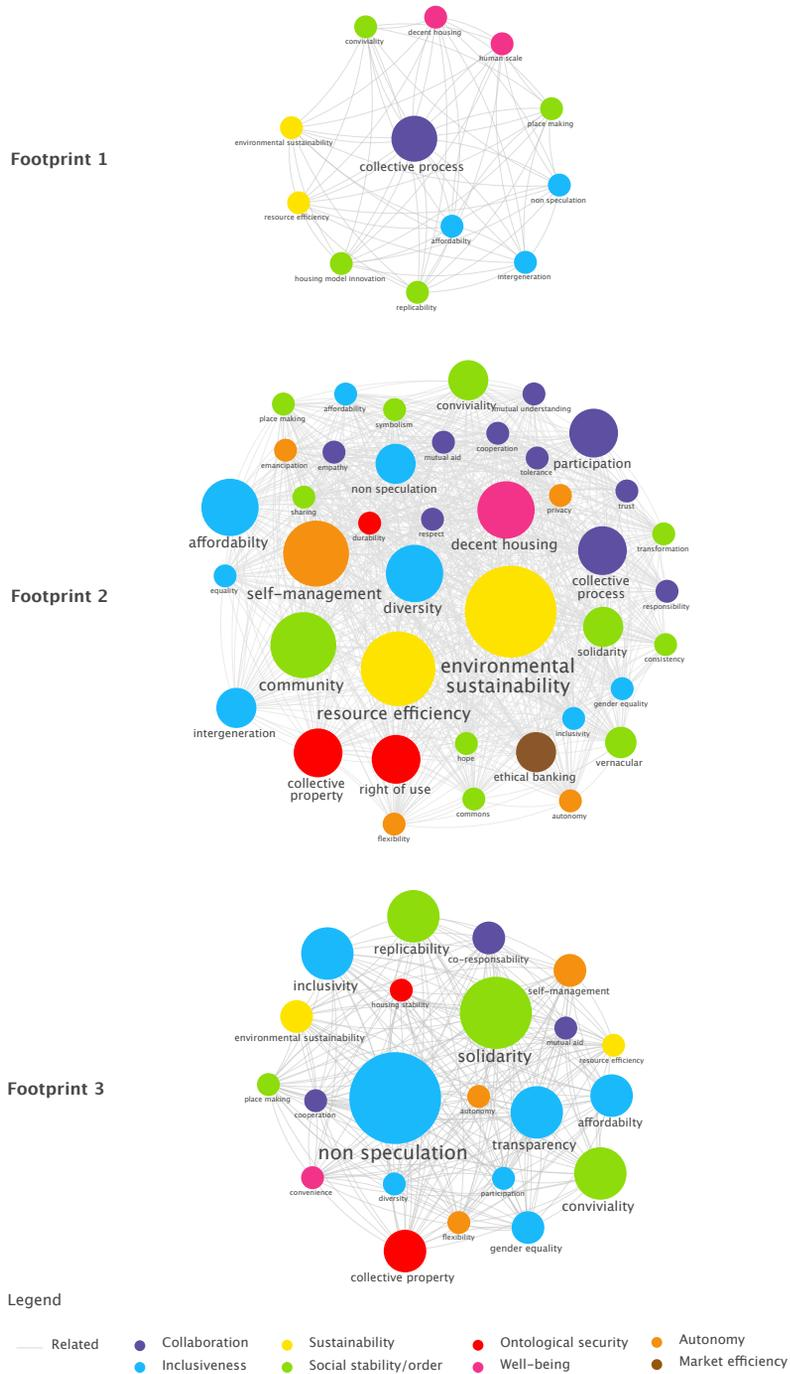 conviviality
decent housing
human scale
place making
environmental sustainability
collective process
Footprint 1
non speculation
resource efficiency
affordabilty
housing model innovation
intergeneration
replicability
conviviality
mutual understanding
place making
affordability
symbolism
cooperation
mutual aid
participation
emancipation
empathy
tolerance
non speculation
privacy
trust
sharing
durability
respect
affordabilty
decent housing
transformation
equality
self-management
diversity
collective
process
Footprint 2
responsibility
solidarity
consistency
community
environmental
sustainability
gender equality
resource efficiency
intergeneration
inclusivity
hope
vernacular
ethical banking
collective
property
right of use
commons
autonomy
flexibility
replicability
co-responsability
inclusivity
self-management
housing stability
environmental sustainability
solidarity
mutual aid
resource efficiency
Footprint 3
place making
cooperation
autonomy
affordabilty
transparency
non speculation
convenience
diversity
participation
conviviality
flexibility
gender equality
collective property
Legend
Related
Collaboration
Sustainability
Ontological security
Autonomy
Inclusiveness
Social stability/order
Well-being
Market efficiency